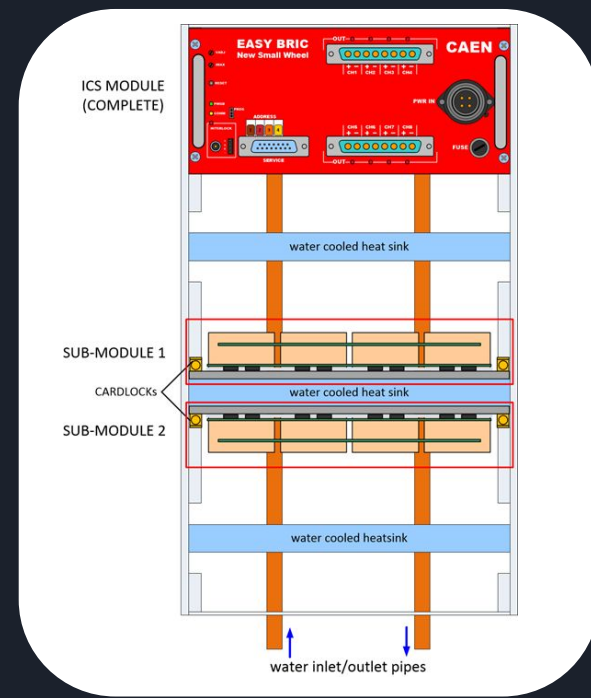 EASY BRIC
New Small Wheel
OUT
CAEN
CH1 CH2 CH3 CH4
ICS MODULE
(COMPLETE)
RESET
PWR IN
ADDRESS
INTERLOCK
SERVICE
CH5 CH6 CH7 CH8
OUT
FUSE
water cooled heat sink
SUB-MODULE 1
CARDLOCKs
water cooled heat sink
SUB-MODULE 2
water cooled heatsink
water inlet/outlet pipes